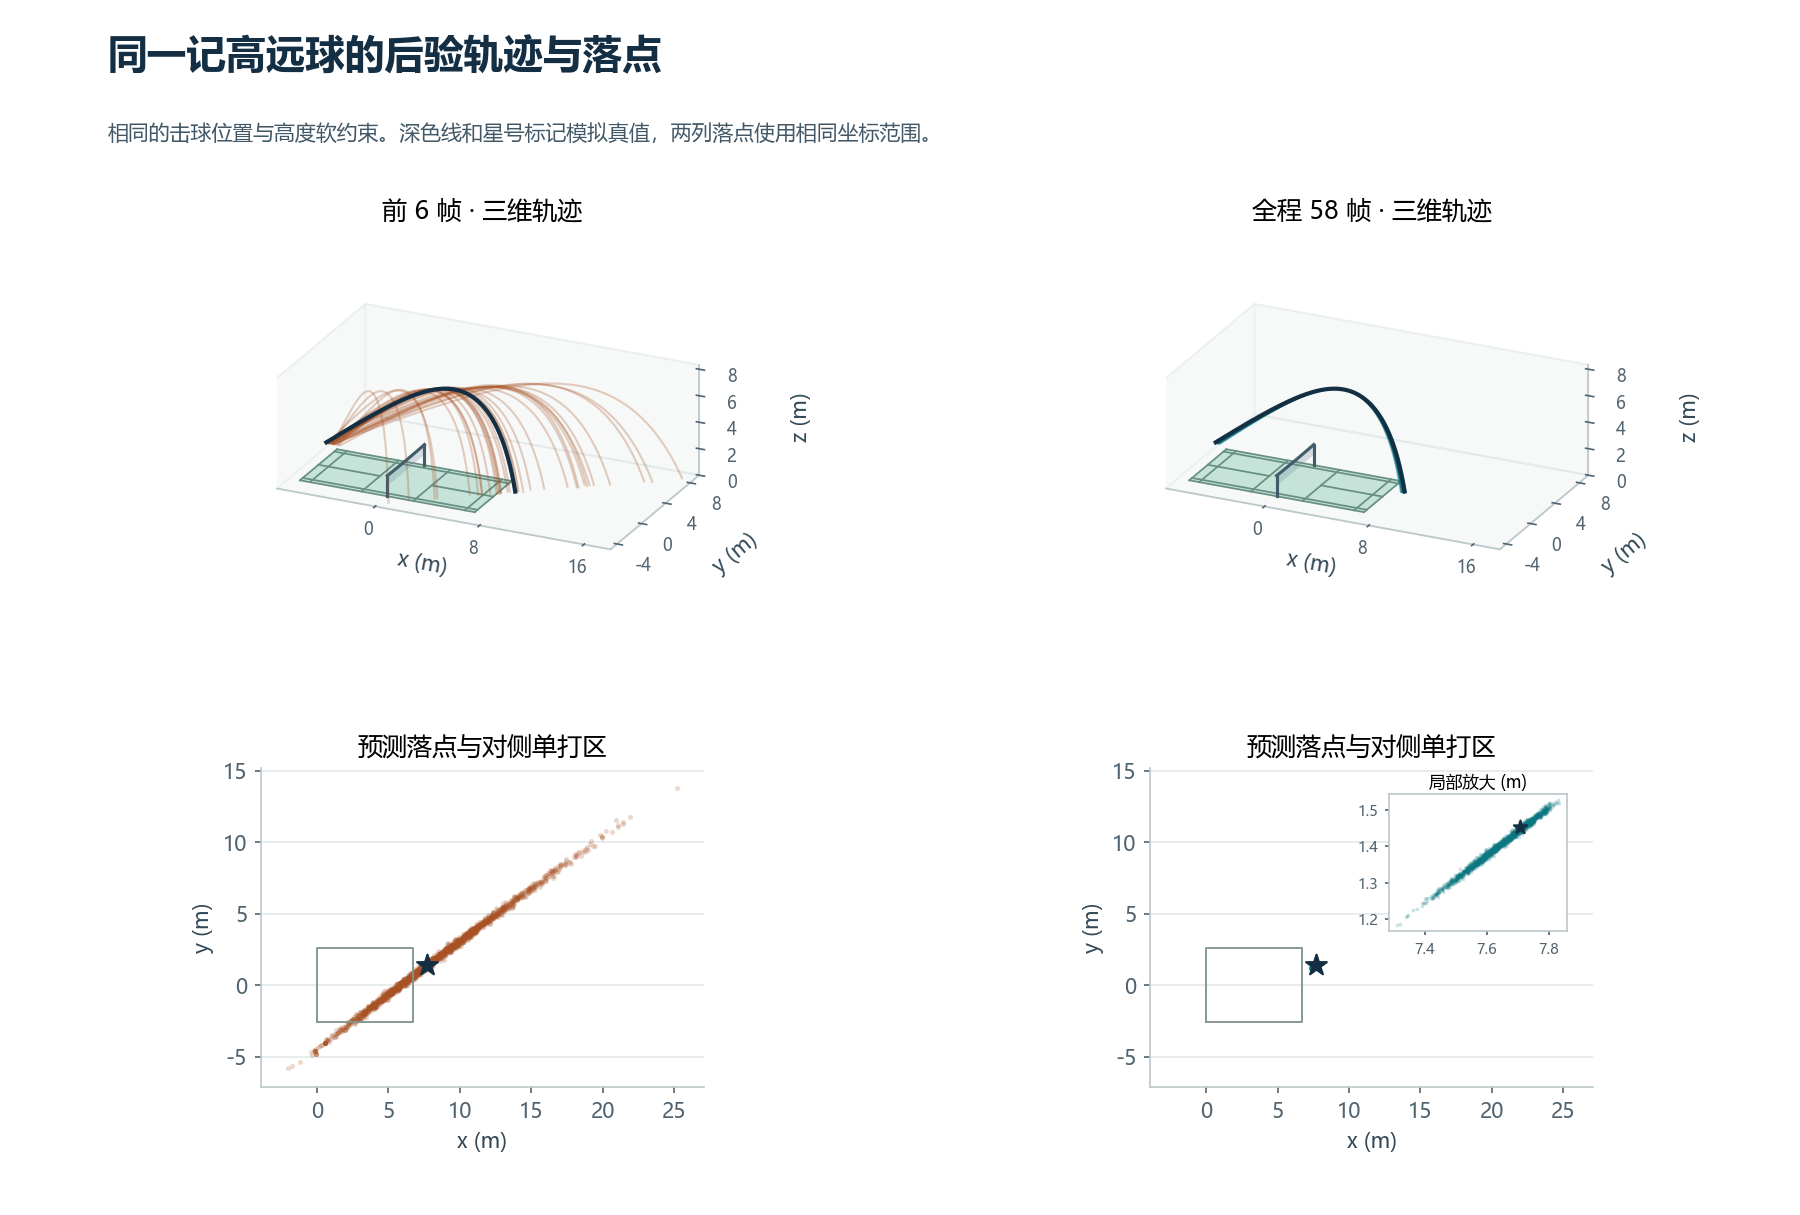 同一记高远球的后验轨迹与落点
相同的击球位置与高度软约束。深色线和星号标记模拟真值，两列落点使用相同坐标范围。
前 6 帧 · 三维轨迹
8
6
4
2
0
z (m)
8
4
0
-4
y (m)
0
8
16
x (m)
全程 58 帧 · 三维轨迹
8
6
4
2
0
z (m)
8
4
0
-4
y (m)
0
8
16
x (m)
预测落点与对侧单打区
15
10
5
0
-5
y (m)
0 5 10 15 20 25
x (m)
预测落点与对侧单打区
15
10
5
0
-5
y (m)
局部放大 (m)
1.5
1.4
1.3
1.2
7.4 7.6 7.8
0 5 10 15 20 25
x (m)